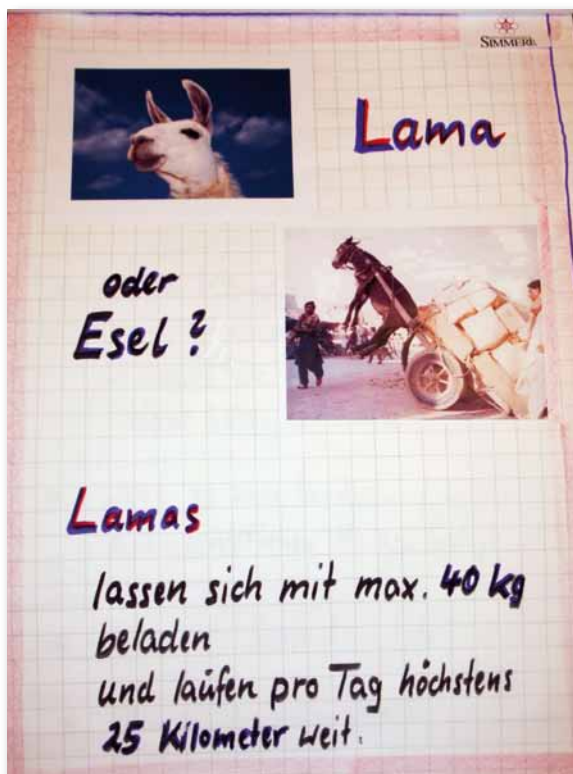 SIMMERL
Lama
oder
Esel?
Lamas
lassen sich mit max. 40 kg
beladen
und laufen pro Tag höchstens
25 Kilometer weit.